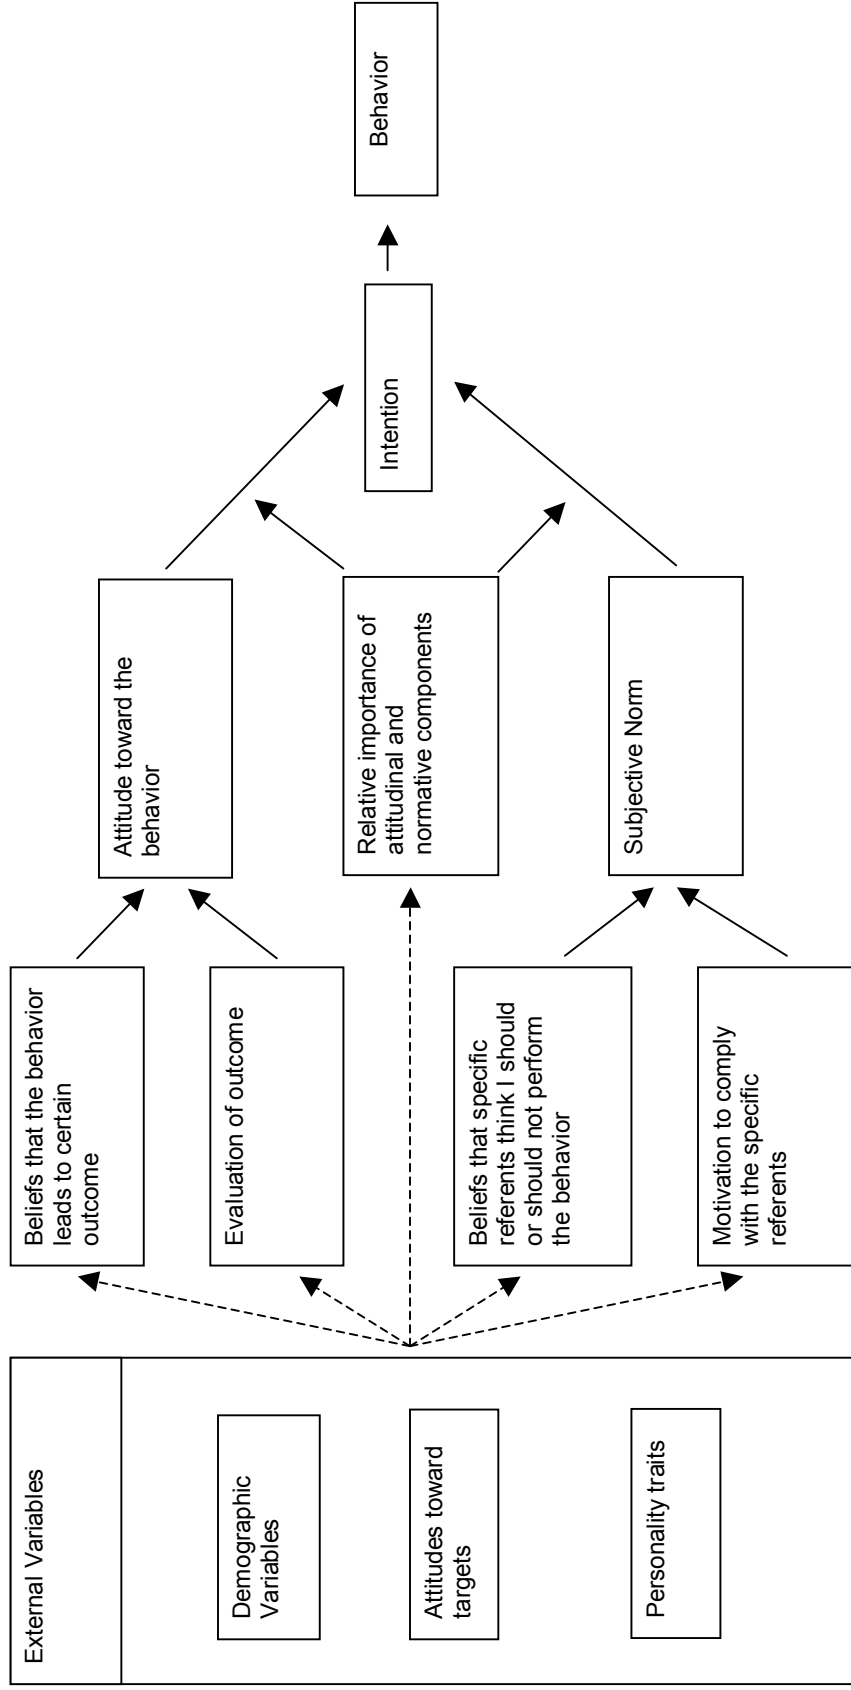 External Variables
Demographic
Variables
Attitudes toward
targets
Personality traits
Beliefs that the behavior
leads to certain
outcome
Evaluation of outcome
Beliefs that specific
referents think I should
or should not perform
the behavior
Motivation to comply
with the specific
referents
Attitude toward the
behavior
Relative importance of
attitudinal and
normative components
Subjective Norm
Intention
Behavior